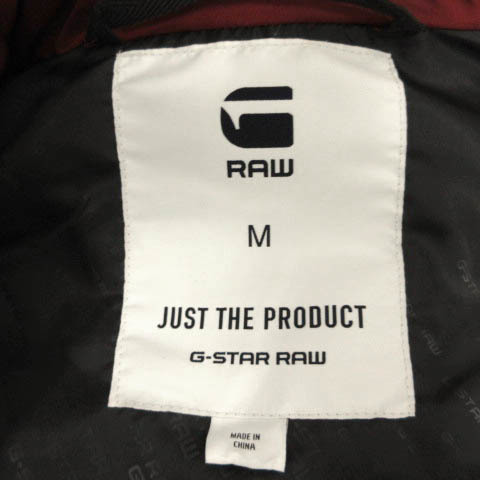 G
RAW
M
JUST THE PRODUCT
G-STAR RAW
MADE IN
CHINA